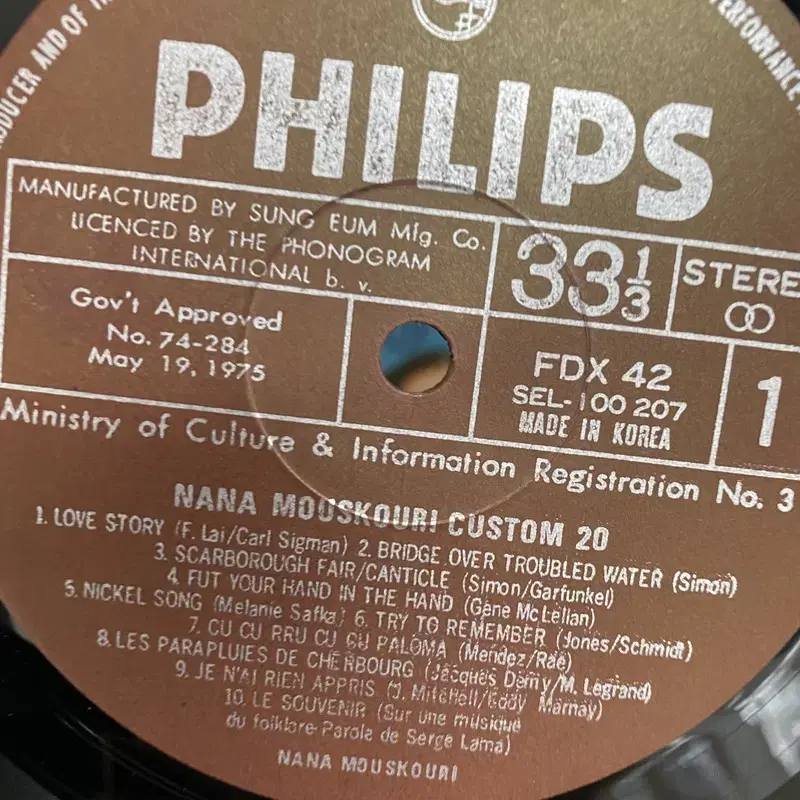 RODUCER AND OF
PERFORMANCE
PHILIPS
MANUFACTURED BY SUNG EUM Mfg. Co.
LICENCED BY THE PHONOGRAM
INTERNATIONAL b. v.
33 1/3
STERE
Gov't Approved
No. 74-284
May 19, 1975
FDX 42
SEL-100 207
MADE IN KOREA
1
Ministry of Culture & Information Registration No. 3
NANA MOUSKOURI CUSTOM 20
1. LOVE STORY (F. Lai/Carl Sigman) 2. BRIDGE OVER TROUBLED WATER (Simon)
3. SCARBOROUGH FAIR/CANTICLE (Simon/Garfunkel)
4. FUT YOUR HAND IN THE HAND (Gene McLellan)
5. NICKEL SONG (Melanie Safka) 6. TRY TO REMEMBER (Jones/Schmidt)
7. CU CU RRU CU CU PALOMA (Mendez/Rae)
8. LES PARAPLUIES DE CHERBOURG (Jacques Demy/M. Legrand)
9. JE N'AI RIEN APPRIS (J. Mitchell/Eddy Marnay)
10. LE SOUVENIR (Sur une musique
du folklore-Parole de Serge Lama)
NANA MOUSKOURI